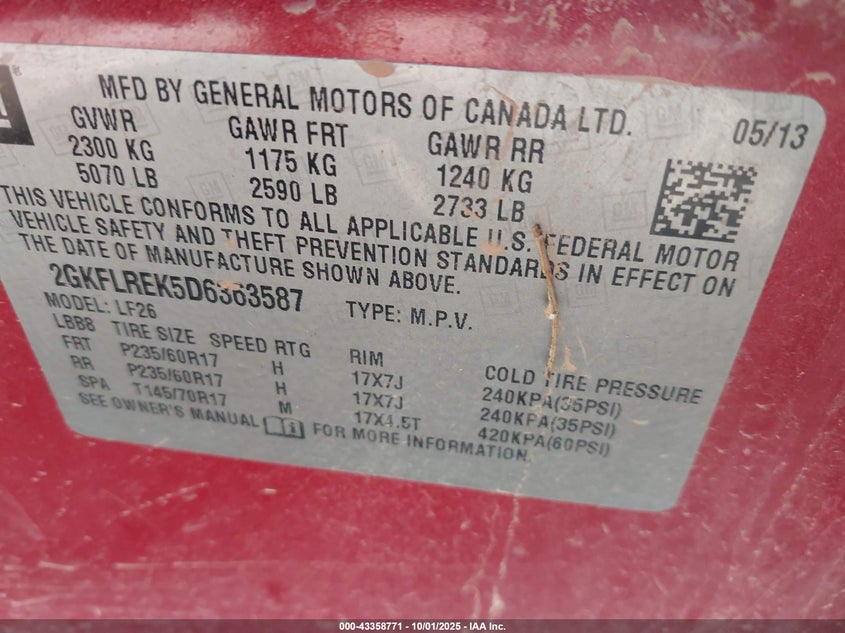 MFD BY GENERAL MOTORS OF CANADA LTD.
05/13
GVWR GAWR FRT GAWR RR
2300 KG 1175 KG 1240 KG
5070 LB 2590 LB 2733 LB
THIS VEHICLE CONFORMS TO ALL APPLICABLE U.S. FEDERAL MOTOR
VEHICLE SAFETY AND THEFT PREVENTION STANDARDS IN EFFECT ON
THE DATE OF MANUFACTURE SHOWN ABOVE.
2GKFLREK5D6363587 TYPE: M.P.V.
MODEL: LF26
LBB8 TIRE SIZE SPEED RTG RIM COLD TIRE PRESSURE
FRT P235/60R17 H 17X7J 240KPA(35PSI)
RR P235/60R17 H 17X7J 240KPA(35PSI)
SPA T145/70R17 M 17X4.5T 420KPA(60PSI)
SEE OWNER'S MANUAL FOR MORE INFORMATION.
000-43358771 - 10/01/2025 - IAA Inc.